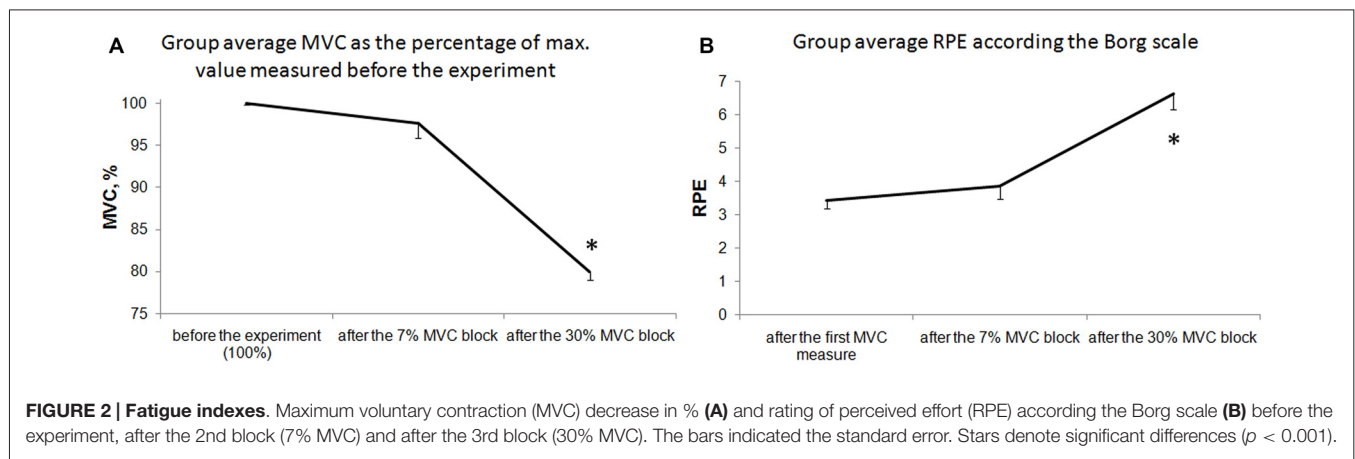 A
Group average MVC as the percentage of max.
value measured before the experiment
100
95
90
85
80
75
MVC, %
*
before the experiment
(100%)
after the 7% MVC block
after the 30% MVC block
B
Group average RPE according the Borg scale
7
6
5
4
3
2
1
0
RPE
*
after the first MVC
measure
after the 7% MVC block
after the 30% MVC block
FIGURE 2 | Fatigue indexes. Maximum voluntary contraction (MVC) decrease in % (A) and rating of perceived effort (RPE) according the Borg scale (B) before the
experiment, after the 2nd block (7% MVC) and after the 3rd block (30% MVC). The bars indicated the standard error. Stars denote significant differences (p < 0.001).